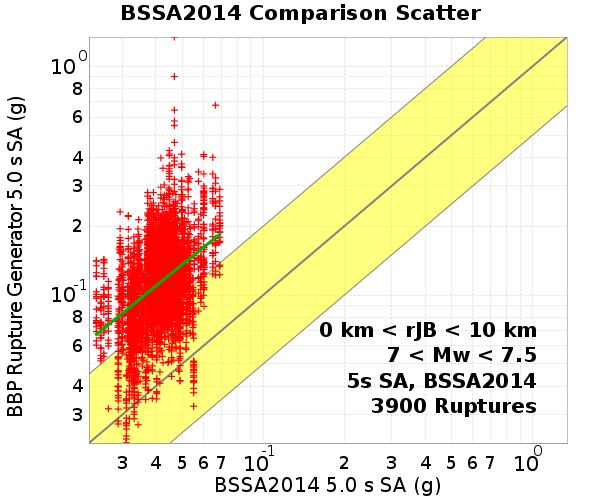 BSSA2014 Comparison Scatter
BBP Rupture Generator 5.0 s SA (g)
10^0
8
6
4
3
2
10^-1
8
6
4
3
0 km < rJB < 10 km
7 < Mw < 7.5
5s SA, BSSA2014
3900 Ruptures
3 4 5 6 7 10^-1 2 3 4 5 6 7 10^0
BSSA2014 5.0 s SA (g)